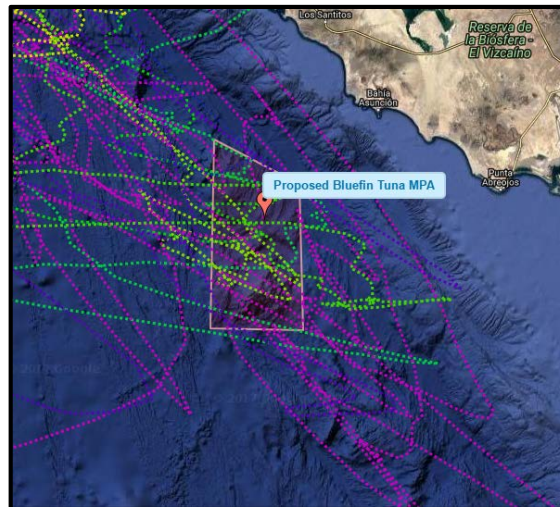 Los Santitos
Reserva de
la Biósfera -
El Vizcaíno
Bahía
Asunción
Punta
Abreojos
Proposed Bluefin Tuna MPA